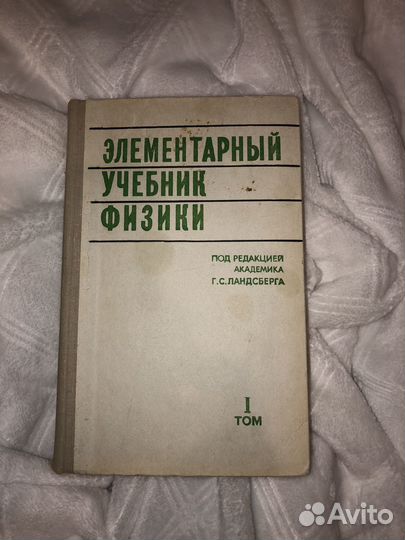 ЭЛЕМЕНТАРНЫЙ
УЧЕБНИК
ФИЗИКИ
ПОД РЕДАКЦИЕЙ
АКАДЕМИКА
Г.С.ЛАНДСБЕРГА
I
ТОМ
Avito